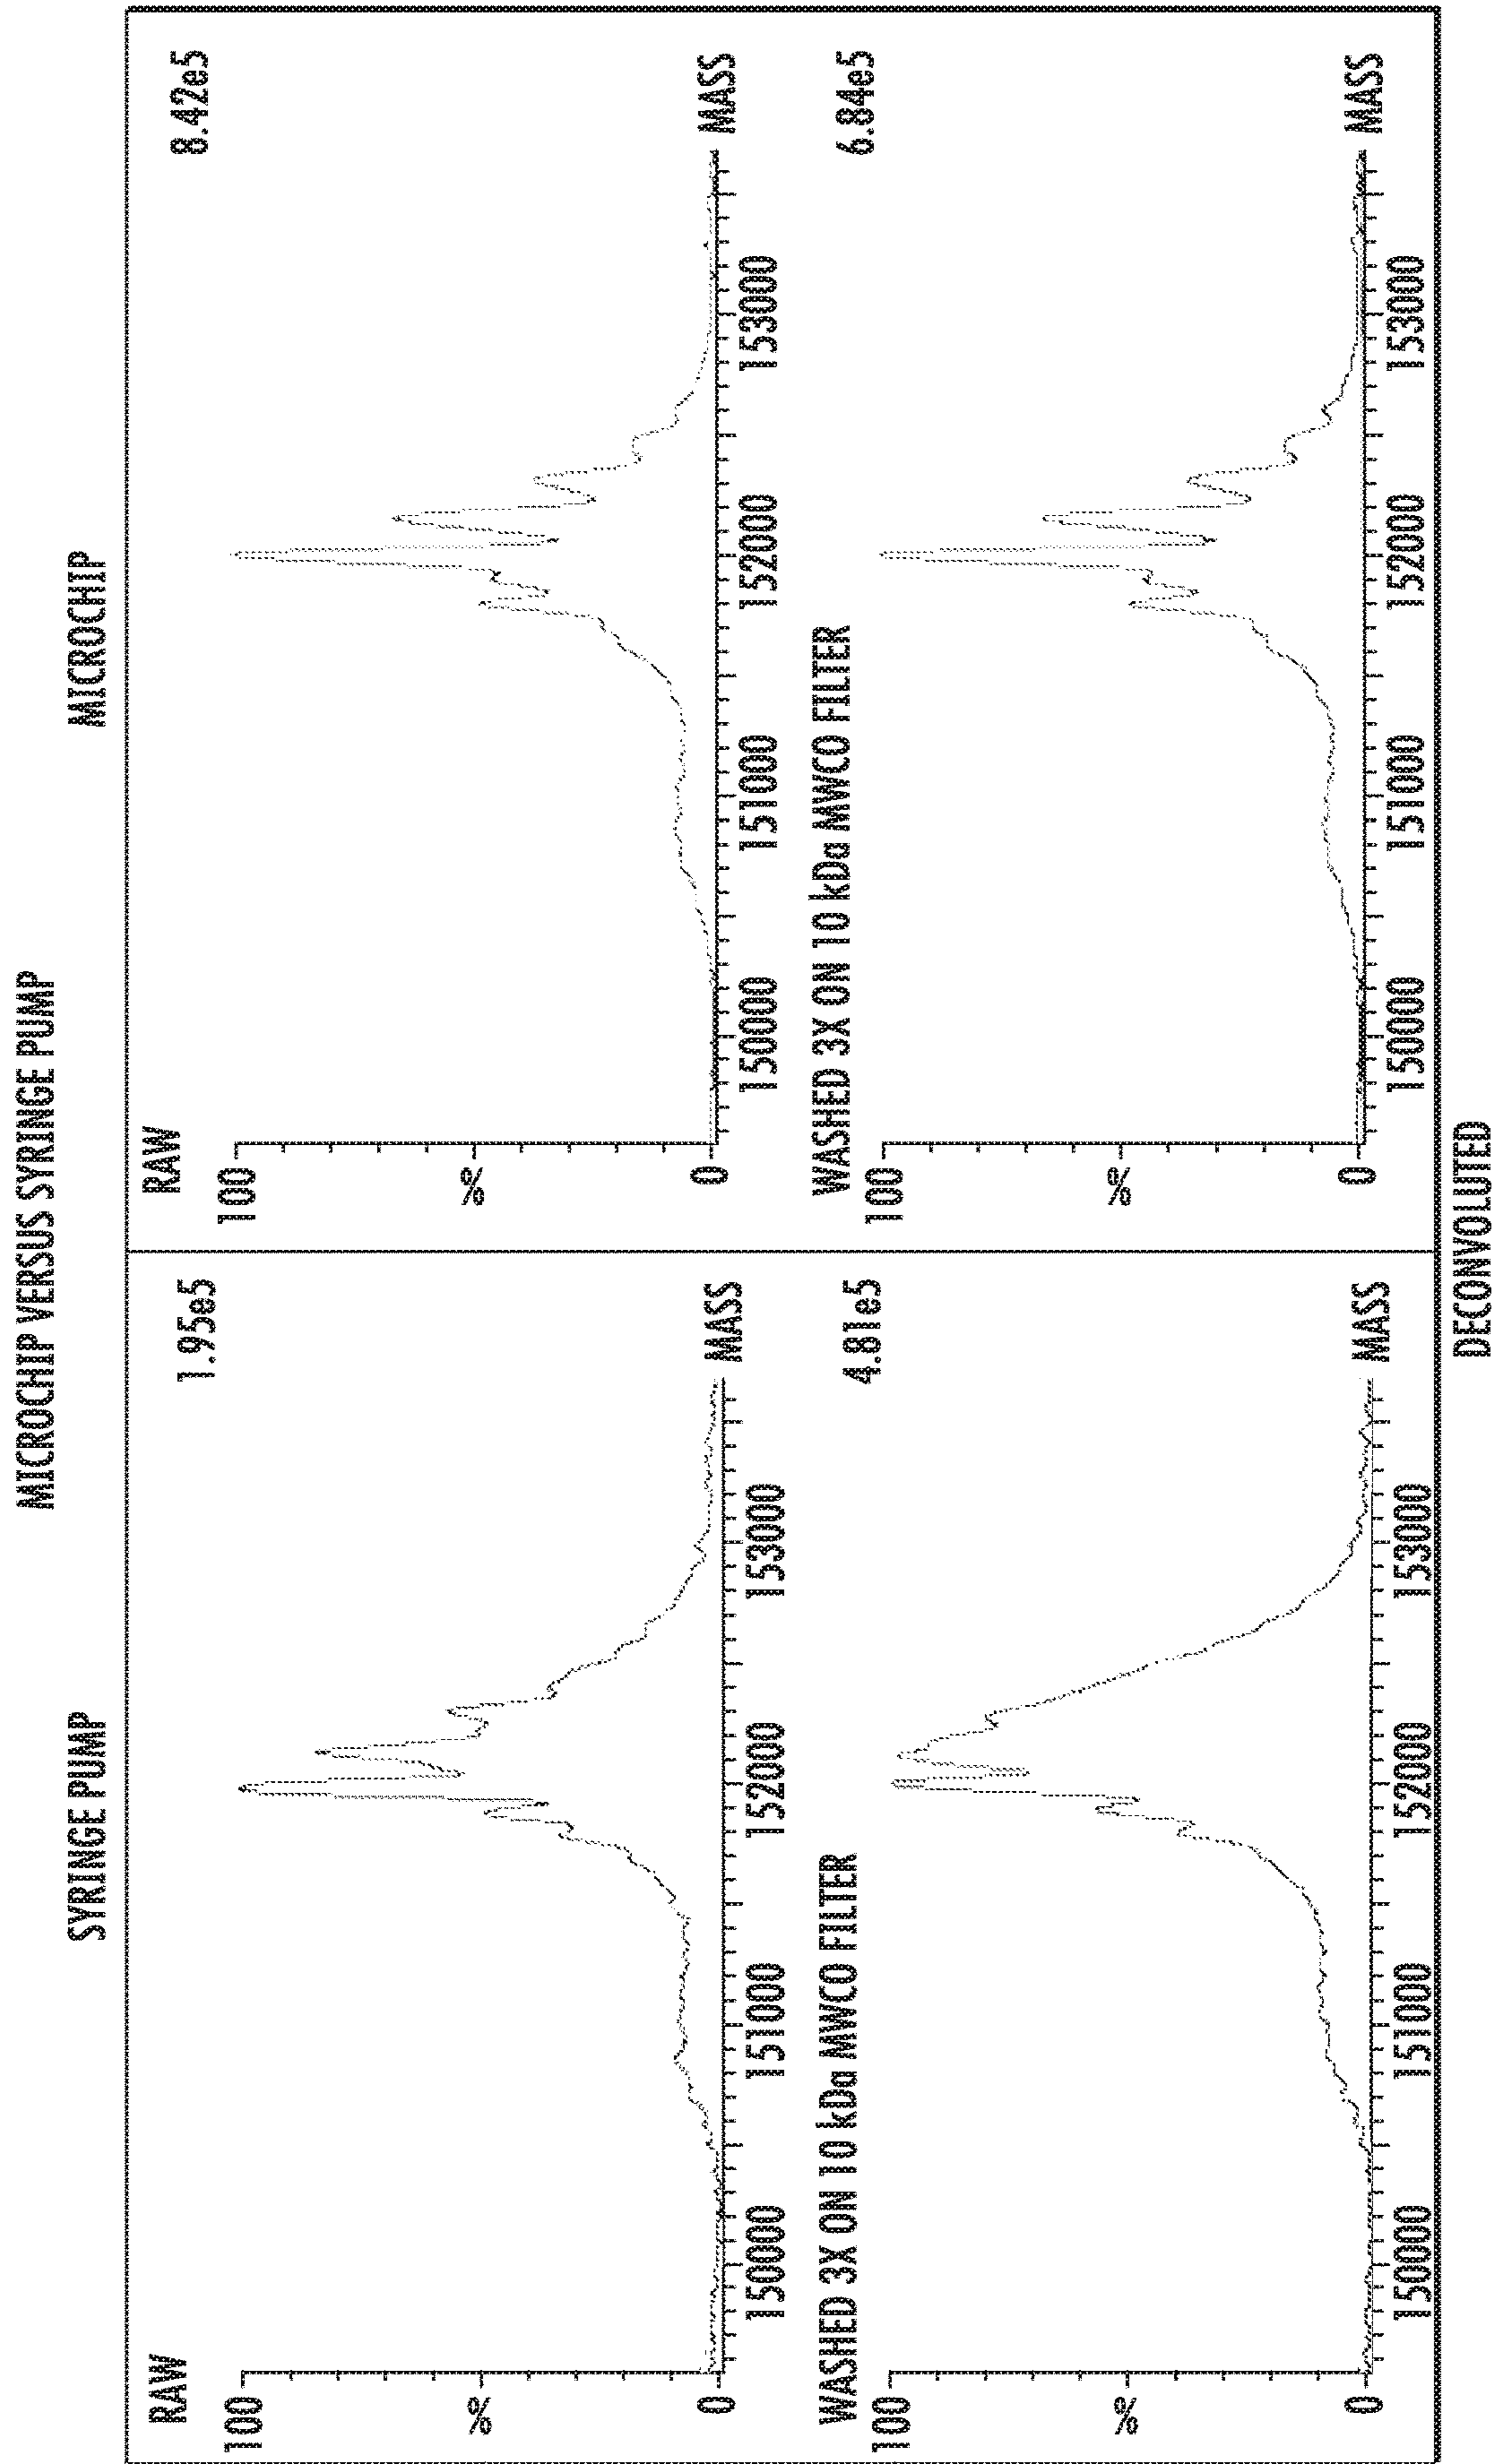 MICROCHIP VERSUS SYRINGE PUMP
SYRINGE PUMP
MICROCHIP
RAW
1.95e5
100
%
0
150000 151000 152000 153000
MASS
WASHED 3X ON 10 kDa MWCO FILTER
4.81e5
100
%
0
150000 151000 152000 153000
MASS
RAW
8.42e5
100
%
0
150000 151000 152000 153000
MASS
WASHED 3X ON 10 kDa MWCO FILTER
6.84e5
100
%
0
150000 151000 152000 153000
MASS
DECONVOLUTED